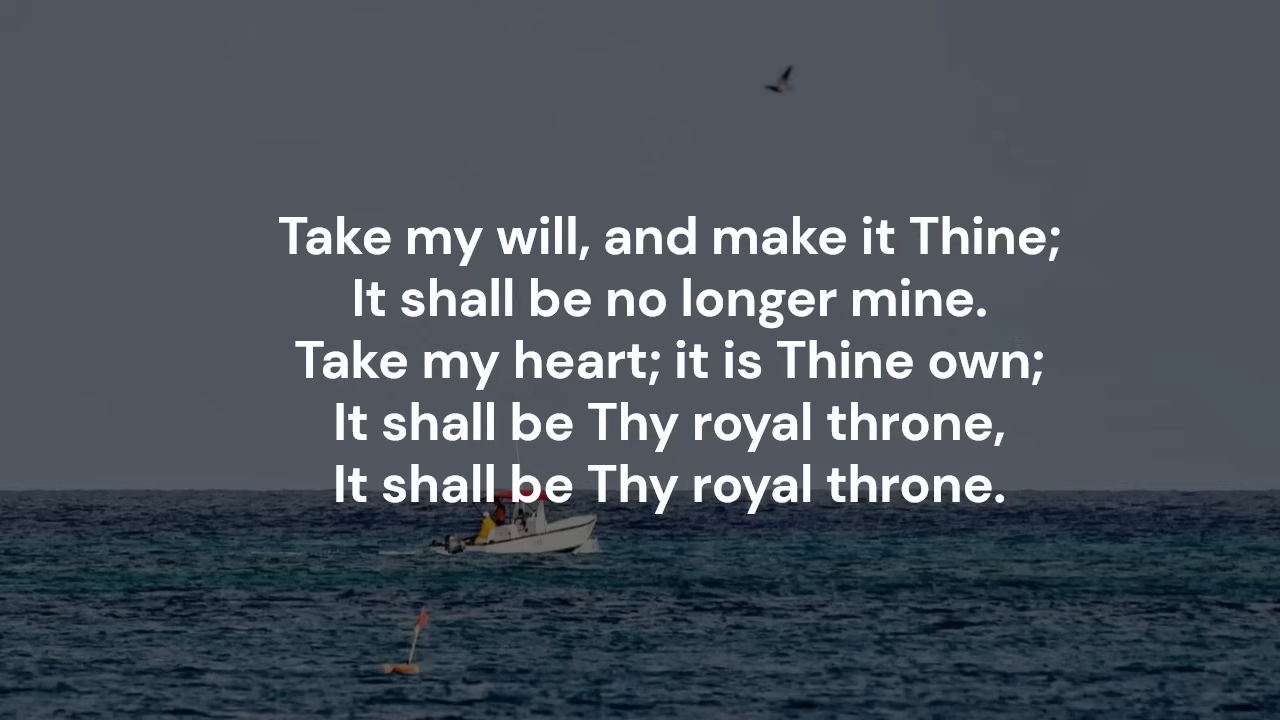 Take my will, and make it Thine;
It shall be no longer mine.
Take my heart; it is Thine own;
It shall be Thy royal throne,
It shall be Thy royal throne.